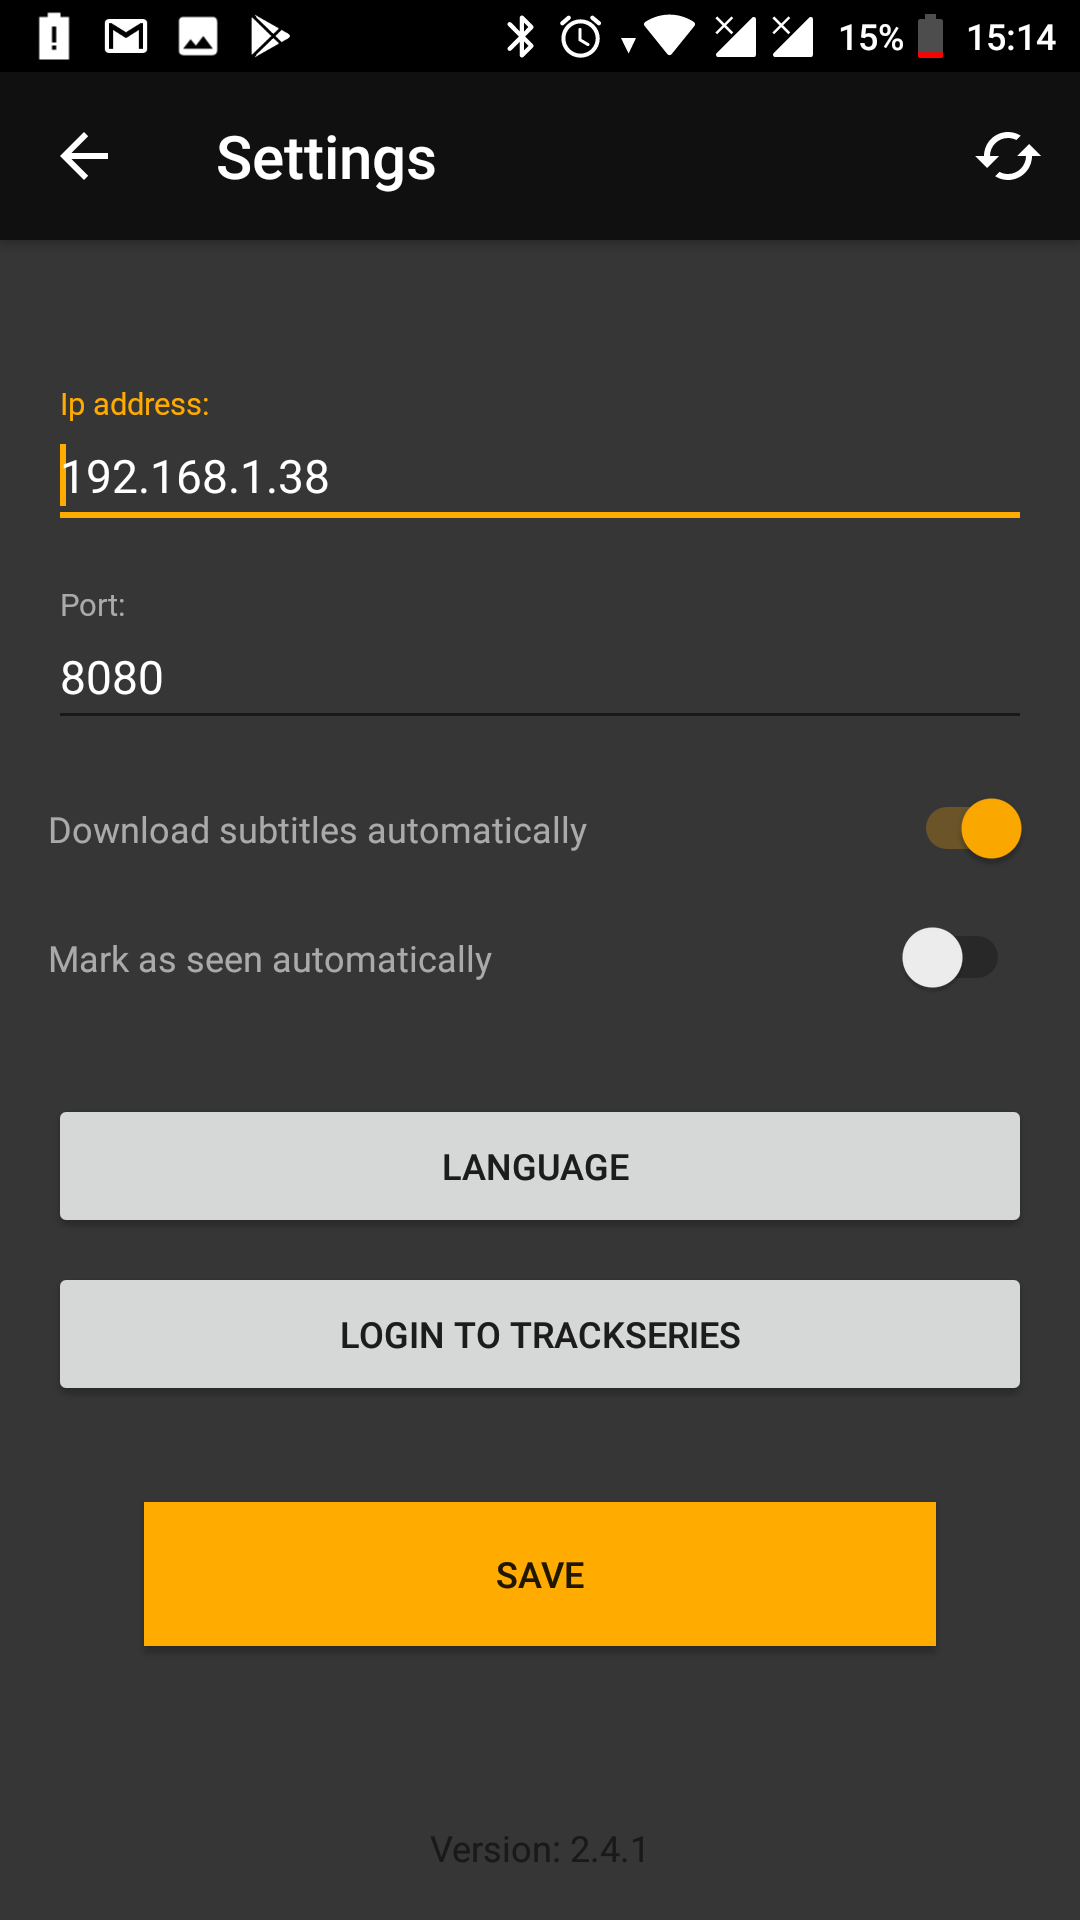 15% 15:14
Settings
Ip address:
192.168.1.38
Port:
8080
Download subtitles automatically
Mark as seen automatically
LANGUAGE
LOGIN TO TRACKSERIES
SAVE
Version: 2.4.1